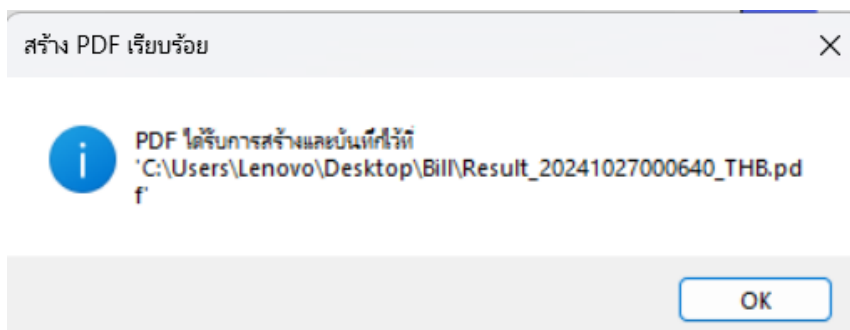 สร้าง PDF เรียบร้อย
PDF ได้รับการสร้างและบันทึกไว้ที่
'C:\Users\Lenovo\Desktop\Bill\Result_20241027000640_THB.pd
f'
OK